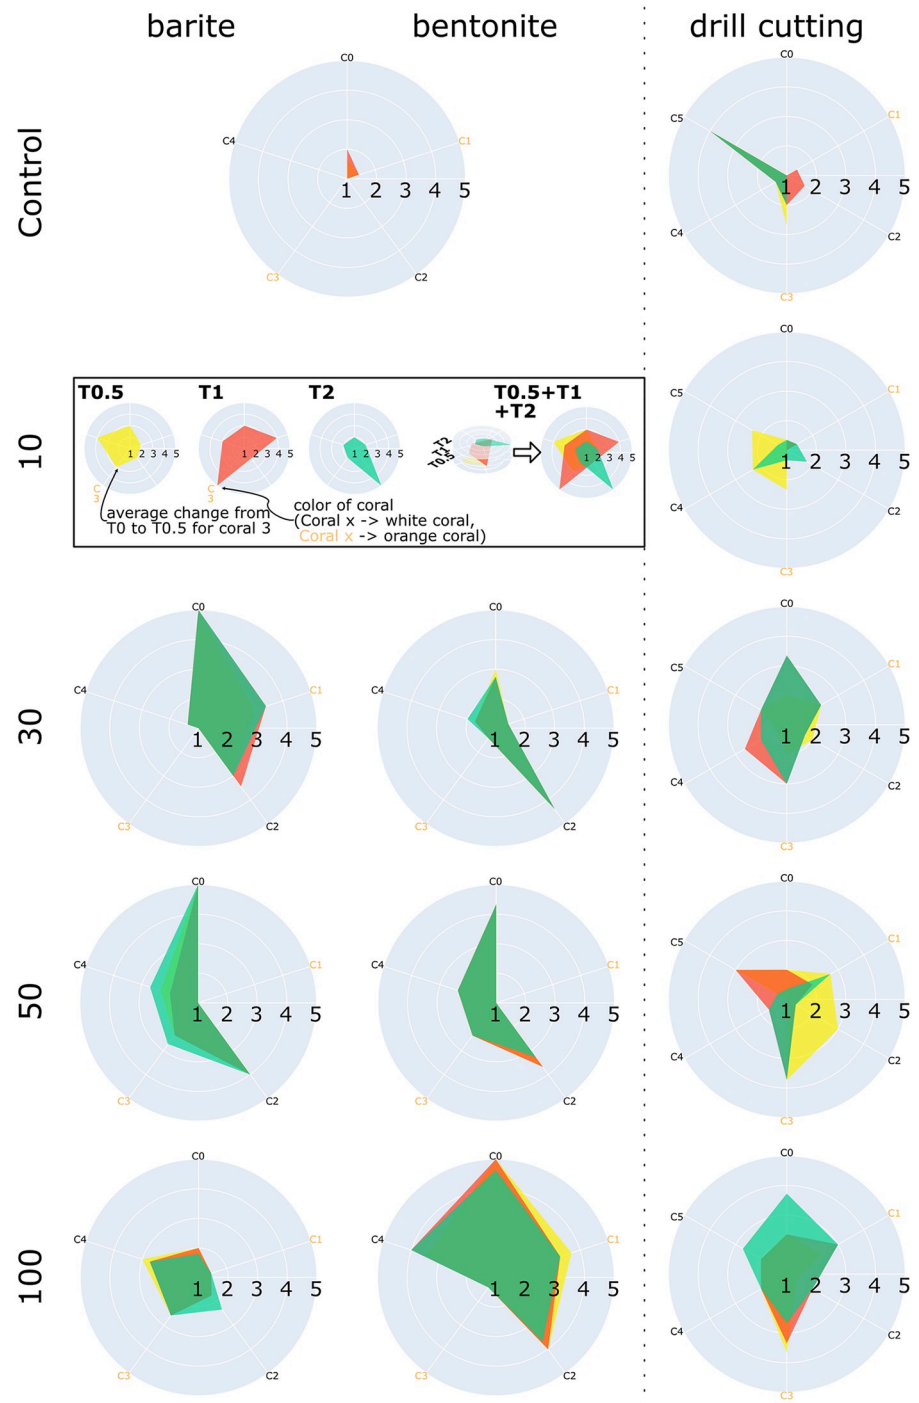 barite bentonite drill cutting
Control
C0
C1
C2
C3
C4
1 2 3 4 5
C0
C1
C2
C3
C4
C5
1 2 3 4 5
10
T0.5 T1 T2 T0.5+T1
+T2
1 2 3 4 5
1 2 3 4 5
1 2 3 4 5
T2
T1
T0.5
1 2 3 4 5
C
3
C
3
average change from
T0 to T0.5 for coral 3
color of coral
(Coral x -> white coral,
Coral x -> orange coral)
C0
C1
C2
C3
C4
C5
1 2 3 4 5
30
C0
C1
C2
C3
C4
1 2 3 4 5
C0
C2
C3
C4
C1
1 2 3 4 5
C0
C1
C2
C3
C4
C5
1 2 3 4 5
50
C0
C1
C2
C3
C4
1 2 3 4 5
C0
C1
C2
C3
C4
1 2 3 4 5
C0
C1
C2
C3
C4
C5
1 2 3 4 5
100
C0
C1
C2
C3
C4
1 2 3 4 5
C0
C1
C2
C3
C4
1 2 3 4 5
C0
C1
C2
C3
C4
C5
1 2 3 4 5